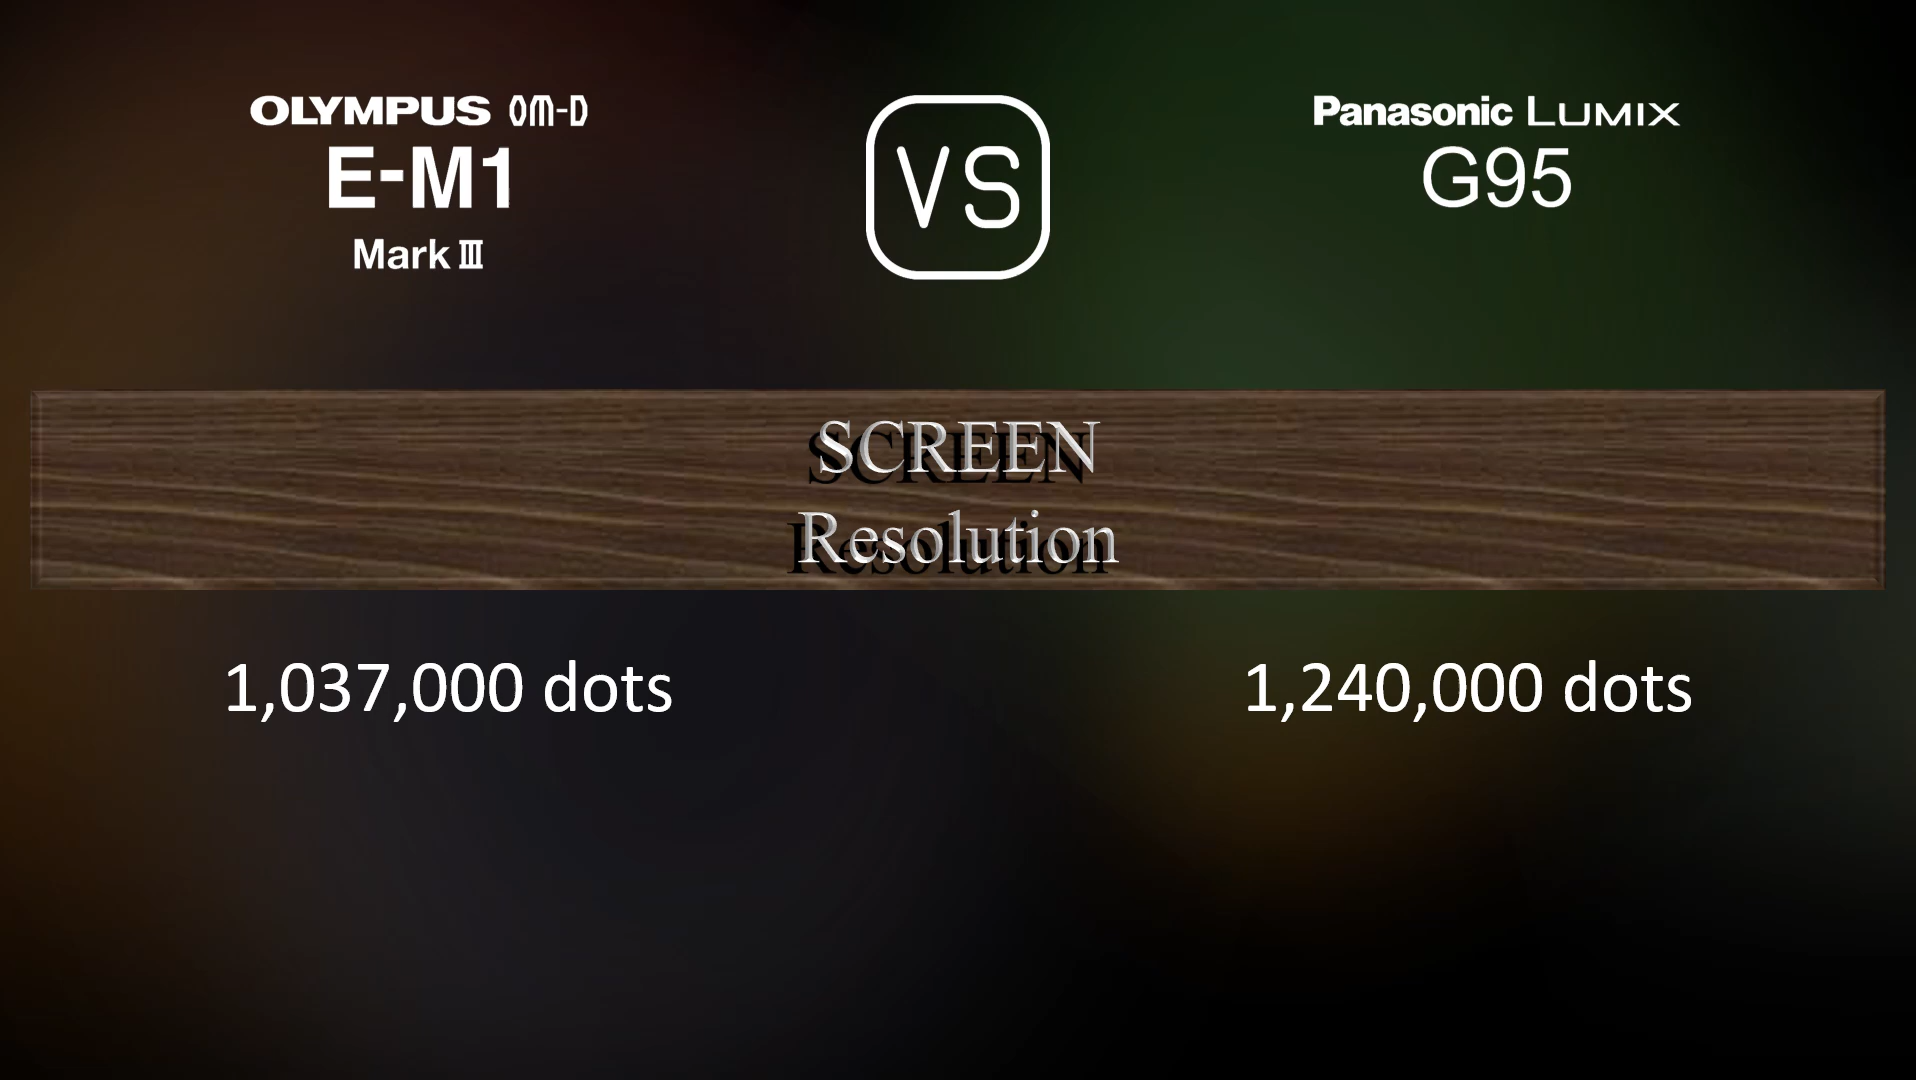 OLYMPUS OM-D
E-M1
Mark III
VS
Panasonic LUMIX
G95
SCREEN
Resolution
1,037,000 dots
1,240,000 dots